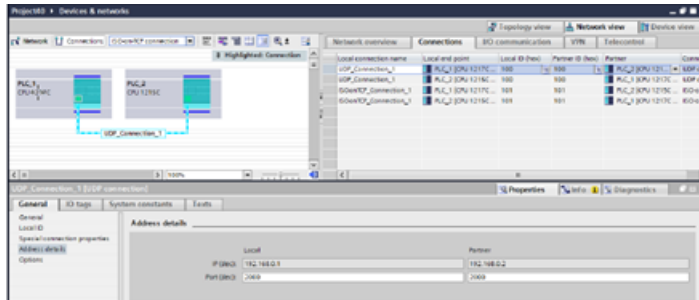 Project40 ▸ Devices & networks
Topology view Network view Device view
Network Connections ISOonTCP connection
Highlighted: Connection
Network overview Connections I/O communication VPN Telecontrol
Local connection name Local end point Local ID (hex) Partner ID (hex) Partner
UDP_Connection_1 PLC_1 [CPU 1217C ... 100 100 PLC_2 [CPU 121...
UDP_Connection_1 PLC_2 [CPU 1215C ... 100 100 PLC_1 [CPU 1217C ...
ISOonTCP_Connection_1 PLC_1 [CPU 1217C ... 101 101 PLC_2 [CPU 1215C ...
ISOonTCP_Connection_1 PLC_2 [CPU 1215C ... 101 101 PLC_1 [CPU 1217C ...
PLC_1
CPU 1217C
PLC_2
CPU 1215C
UDP_Connection_1
100%
UDP_Connection_1 [UDP connection]
Properties Info Diagnostics
General IO tags System constants Texts
General
Local ID
Special connection properties
Address details
Options
Address details
Local Partner
IP (dec): 192.168.0.1 192.168.0.2
Port (dec): 2000 2000